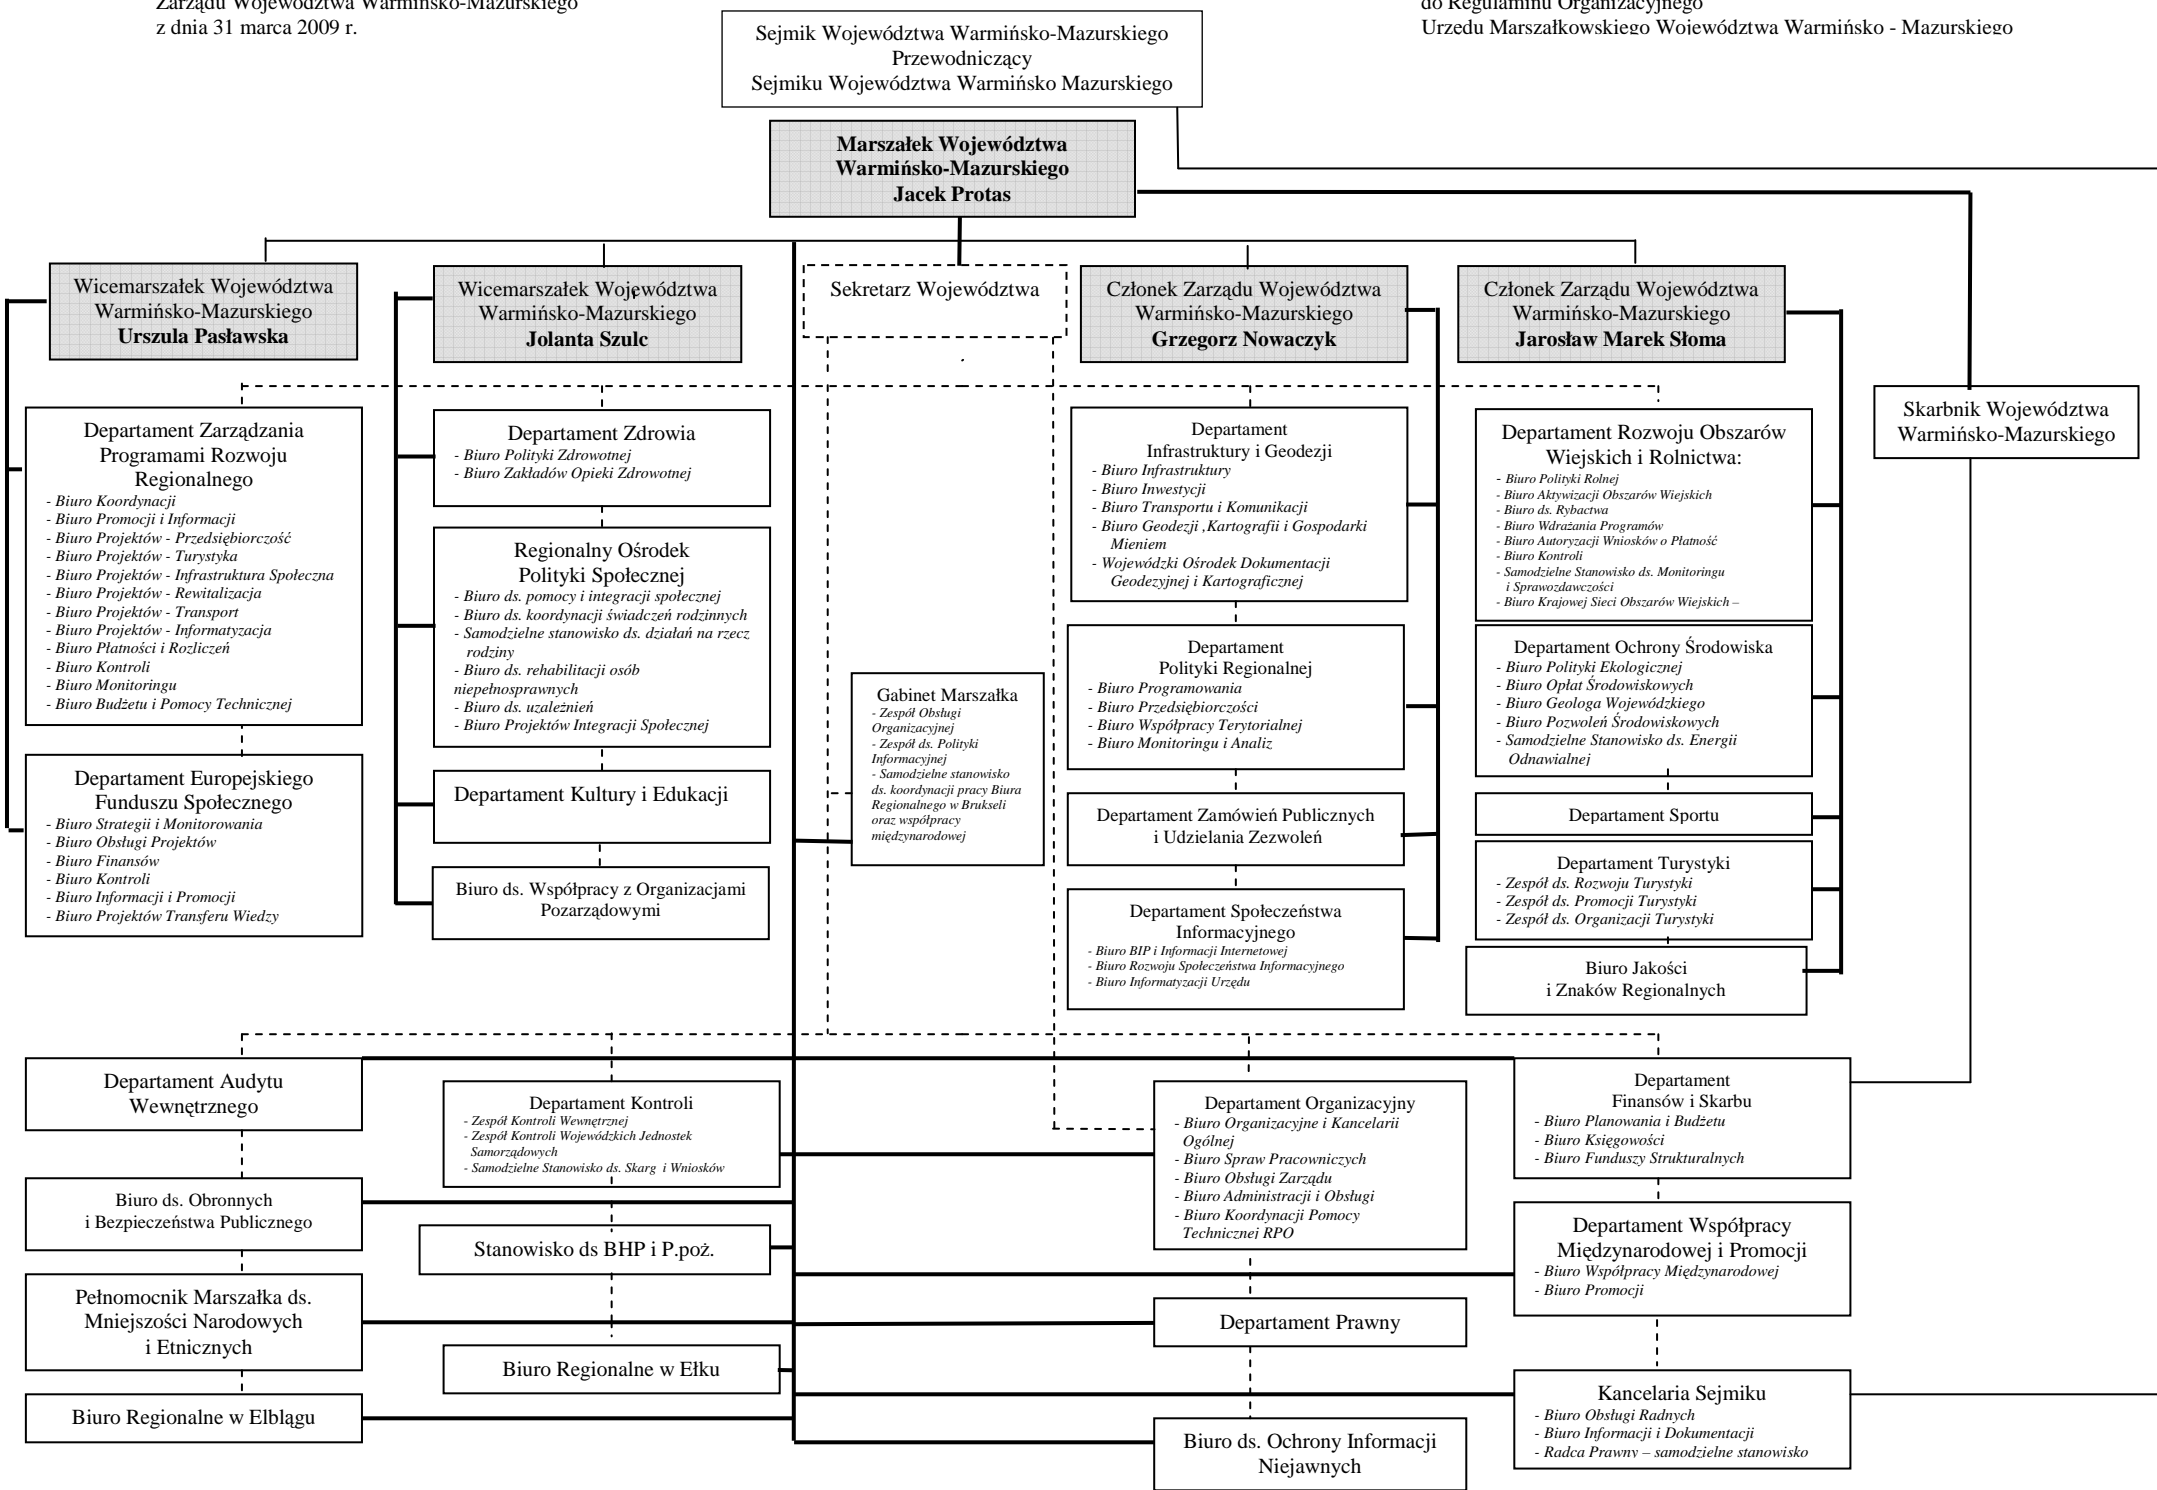 Zarządu Województwa Warmińsko-Mazurskiego
z dnia 31 marca 2009 r.
do Regulaminu Organizacyjnego
Urzędu Marszałkowskiego Województwa Warmińsko - Mazurskiego
Sejmik Województwa Warmińsko-Mazurskiego
Przewodniczący
Sejmiku Województwa Warmińsko Mazurskiego
Marszałek Województwa
Warmińsko-Mazurskiego
Jacek Protas
Wicemarszałek Województwa
Warmińsko-Mazurskiego
Urszula Pasławska
Wicemarszałek Województwa
Warmińsko-Mazurskiego
Jolanta Szulc
Sekretarz Województwa
Członek Zarządu Województwa
Warmińsko-Mazurskiego
Grzegorz Nowaczyk
Członek Zarządu Województwa
Warmińsko-Mazurskiego
Jarosław Marek Słoma
Skarbnik Województwa
Warmińsko-Mazurskiego
Departament Zarządzania
Programami Rozwoju
Regionalnego
- Biuro Koordynacji
- Biuro Promocji i Informacji
- Biuro Projektów - Przedsiębiorczość
- Biuro Projektów - Turystyka
- Biuro Projektów - Infrastruktura Społeczna
- Biuro Projektów - Rewitalizacja
- Biuro Projektów - Transport
- Biuro Projektów - Informatyzacja
- Biuro Płatności i Rozliczeń
- Biuro Kontroli
- Biuro Monitoringu
- Biuro Budżetu i Pomocy Technicznej
Departament Europejskiego
Funduszu Społecznego
- Biuro Strategii i Monitorowania
- Biuro Obsługi Projektów
- Biuro Finansów
- Biuro Kontroli
- Biuro Informacji i Promocji
- Biuro Projektów Transferu Wiedzy
Departament Zdrowia
- Biuro Polityki Zdrowotnej
- Biuro Zakładów Opieki Zdrowotnej
Regionalny Ośrodek
Polityki Społecznej
- Biuro ds. pomocy i integracji społecznej
- Biuro ds. koordynacji świadczeń rodzinnych
- Samodzielne stanowisko ds. działań na rzecz
rodziny
- Biuro ds. rehabilitacji osób
niepełnosprawnych
- Biuro ds. uzależnień
- Biuro Projektów Integracji Społecznej
Departament Kultury i Edukacji
Biuro ds. Współpracy z Organizacjami
Pozarządowymi
Gabinet Marszałka
- Zespół Obsługi
Organizacyjnej
- Zespół ds. Polityki
Informacyjnej
- Samodzielne stanowisko
ds. koordynacji pracy Biura
Regionalnego w Brukseli
oraz współpracy
międzynarodowej
Departament
Infrastruktury i Geodezji
- Biuro Infrastruktury
- Biuro Inwestycji
- Biuro Transportu i Komunikacji
- Biuro Geodezji ,Kartografii i Gospodarki
Mieniem
- Wojewódzki Ośrodek Dokumentacji
Geodezyjnej i Kartograficznej
Departament
Polityki Regionalnej
- Biuro Programowania
- Biuro Przedsiębiorczości
- Biuro Współpracy Terytorialnej
- Biuro Monitoringu i Analiz
Departament Zamówień Publicznych
i Udzielania Zezwoleń
Departament Społeczeństwa
Informacyjnego
- Biuro BIP i Informacji Internetowej
- Biuro Rozwoju Społeczeństwa Informacyjnego
- Biuro Informatyzacji Urzędu
Departament Rozwoju Obszarów
Wiejskich i Rolnictwa:
- Biuro Polityki Rolnej
- Biuro Aktywizacji Obszarów Wiejskich
- Biuro ds. Rybactwa
- Biuro Wdrażania Programów
- Biuro Autoryzacji Wniosków o Płatność
- Biuro Kontroli
- Samodzielne Stanowisko ds. Monitoringu
i Sprawozdawczości
- Biuro Krajowej Sieci Obszarów Wiejskich –
Departament Ochrony Środowiska
- Biuro Polityki Ekologicznej
- Biuro Opłat Środowiskowych
- Biuro Geologa Wojewódzkiego
- Biuro Pozwoleń Środowiskowych
- Samodzielne Stanowisko ds. Energii
Odnawialnej
Departament Sportu
Departament Turystyki
- Zespół ds. Rozwoju Turystyki
- Zespół ds. Promocji Turystyki
- Zespół ds. Organizacji Turystyki
Biuro Jakości
i Znaków Regionalnych
Departament Audytu
Wewnętrznego
Biuro ds. Obronnych
i Bezpieczeństwa Publicznego
Pełnomocnik Marszałka ds.
Mniejszości Narodowych
i Etnicznych
Biuro Regionalne w Elblągu
Departament Kontroli
- Zespół Kontroli Wewnętrznej
- Zespół Kontroli Wojewódzkich Jednostek
Samorządowych
- Samodzielne Stanowisko ds. Skarg i Wniosków
Stanowisko ds BHP i P.poż.
Biuro Regionalne w Ełku
Departament Organizacyjny
- Biuro Organizacyjne i Kancelarii
Ogólnej
- Biuro Spraw Pracowniczych
- Biuro Obsługi Zarządu
- Biuro Administracji i Obsługi
- Biuro Koordynacji Pomocy
Technicznej RPO
Departament Prawny
Biuro ds. Ochrony Informacji
Niejawnych
Departament
Finansów i Skarbu
- Biuro Planowania i Budżetu
- Biuro Księgowości
- Biuro Funduszy Strukturalnych
Departament Współpracy
Międzynarodowej i Promocji
- Biuro Współpracy Międzynarodowej
- Biuro Promocji
Kancelaria Sejmiku
- Biuro Obsługi Radnych
- Biuro Informacji i Dokumentacji
- Radca Prawny – samodzielne stanowisko